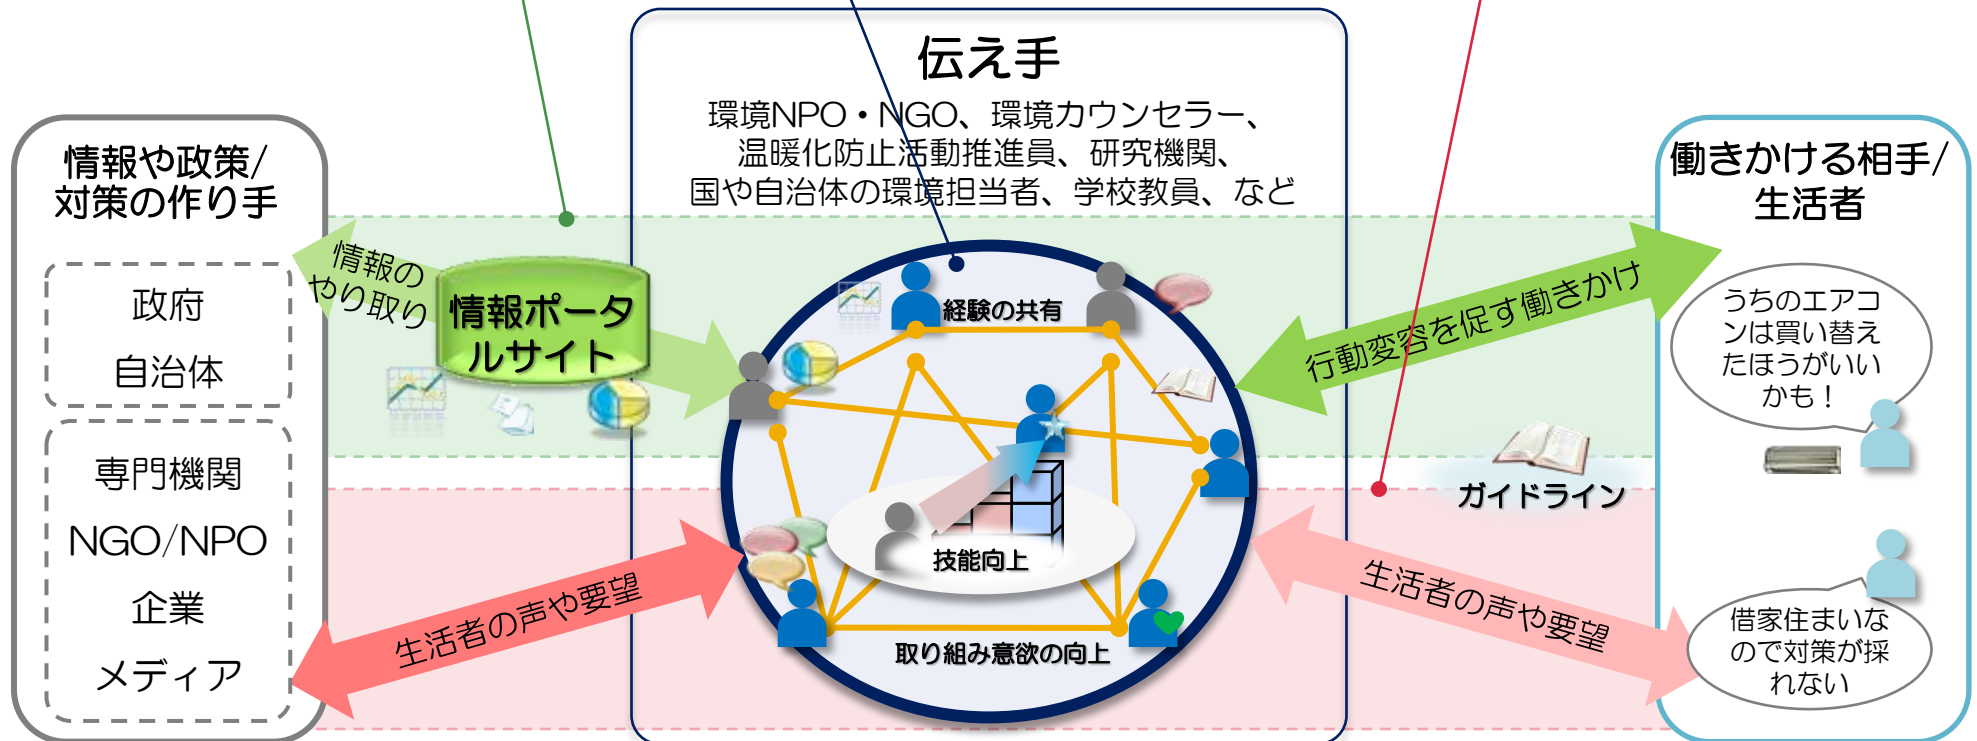 伝え手
環境NPO・NGO、環境カウンセラー、
温暖化防止活動推進員、研究機関、
国や自治体の環境担当者、学校教員、など
情報や政策/
対策の作り手
政府
自治体
専門機関
NGO/NPO
企業
メディア
情報の
やり取り
情報ポータ
ルサイト
生活者の声や要望
経験の共有
技能向上
取り組み意欲の向上
行動変容を促す働きかけ
ガイドライン
生活者の声や要望
働きかける相手/
生活者
うちのエアコ
ンは買い替え
たほうがいい
かも！
借家住まいな
ので対策が採
れない